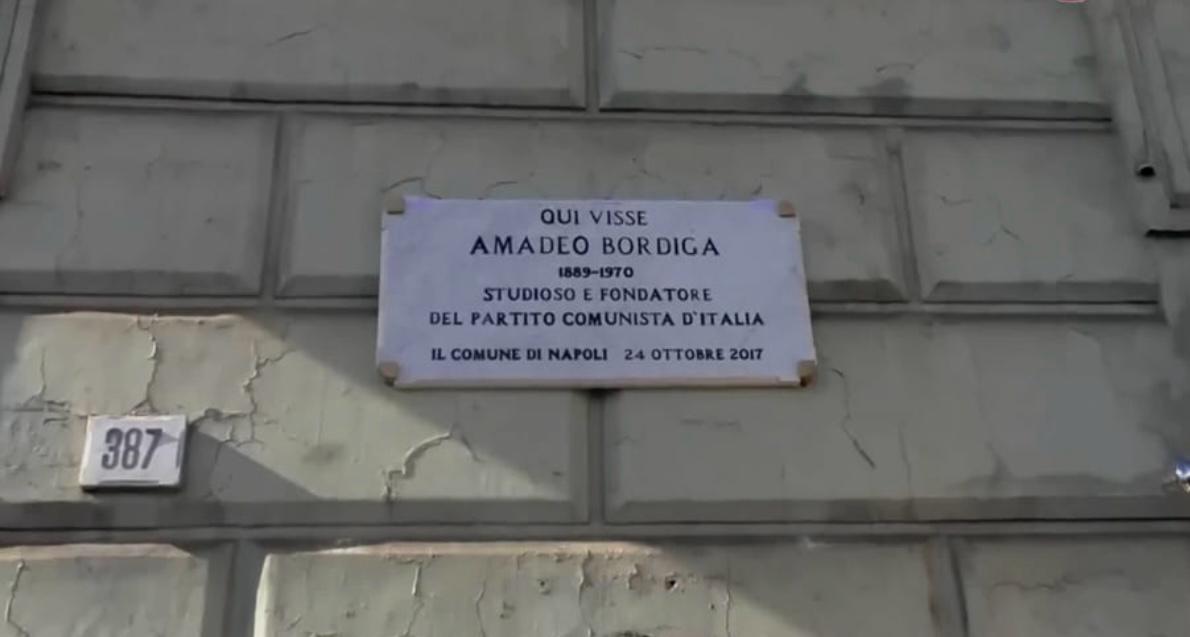 QUI VISSE
AMADEO BORDIGA
1889-1970
STUDIOSO E FONDATORE
DEL PARTITO COMUNISTA D'ITALIA
IL COMUNE DI NAPOLI 24 OTTOBRE 2017
387